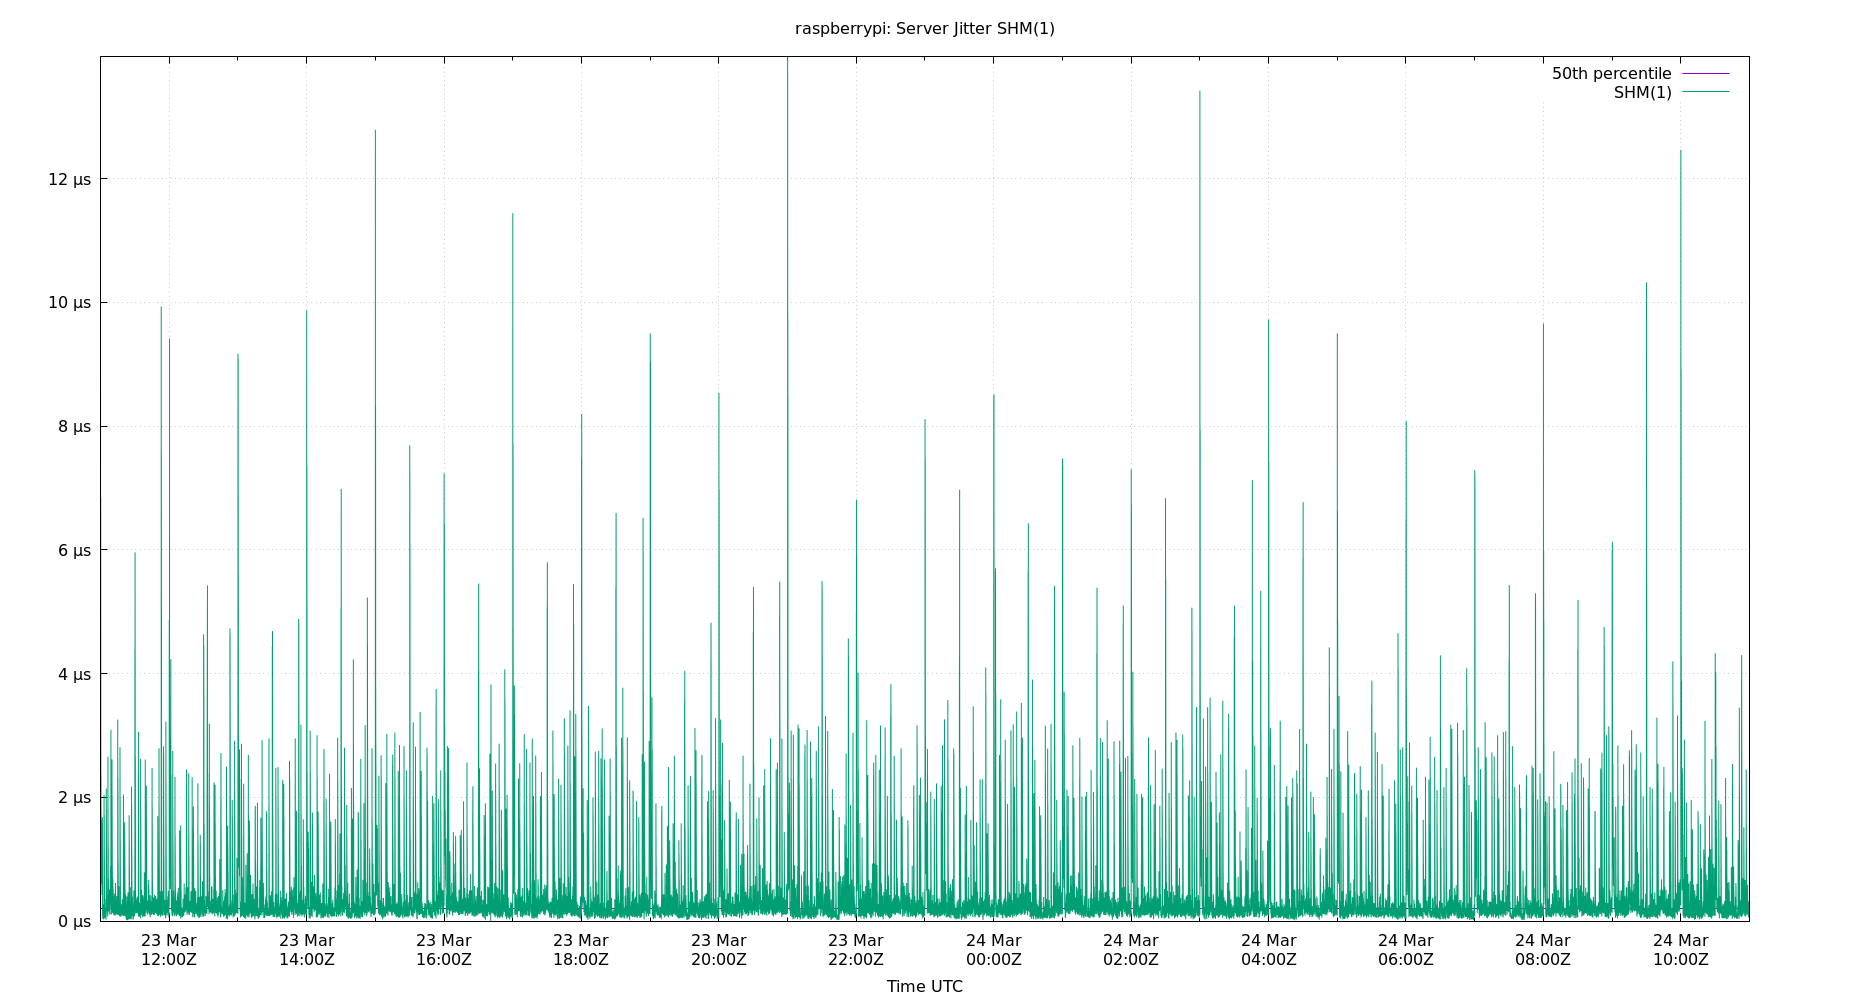 raspberrypi: Server Jitter SHM(1)
50th percentile
SHM(1)
12 µs
10 µs
8 µs
6 µs
4 µs
2 µs
0 µs
23 Mar 23 Mar 23 Mar 23 Mar 23 Mar 23 Mar 24 Mar 24 Mar 24 Mar 24 Mar 24 Mar 24 Mar
12:00Z 14:00Z 16:00Z 18:00Z 20:00Z 22:00Z 00:00Z 02:00Z 04:00Z 06:00Z 08:00Z 10:00Z
Time UTC